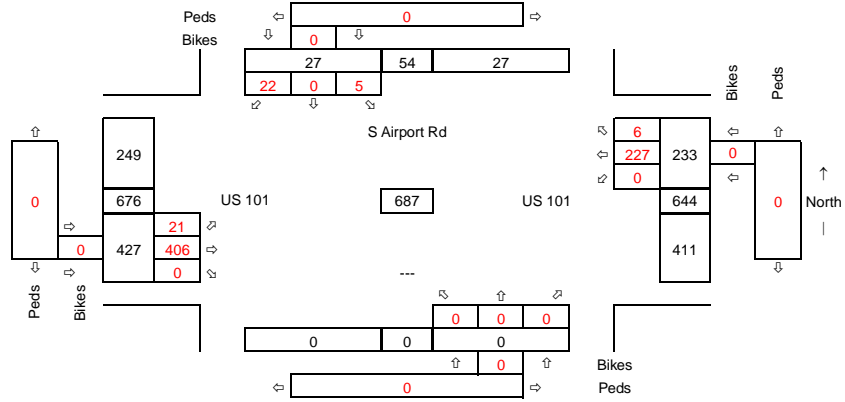 Peds 0
Bikes 0
27 54 27
22 0 5
S Airport Rd
Bikes
Peds
249
6
227 233 0
0
0
676 US 101 687 US 101 644 0 North
21
0 427 406
0
411
---
Peds
Bikes
0 0 0
0 0 0
0 Bikes
0 Peds